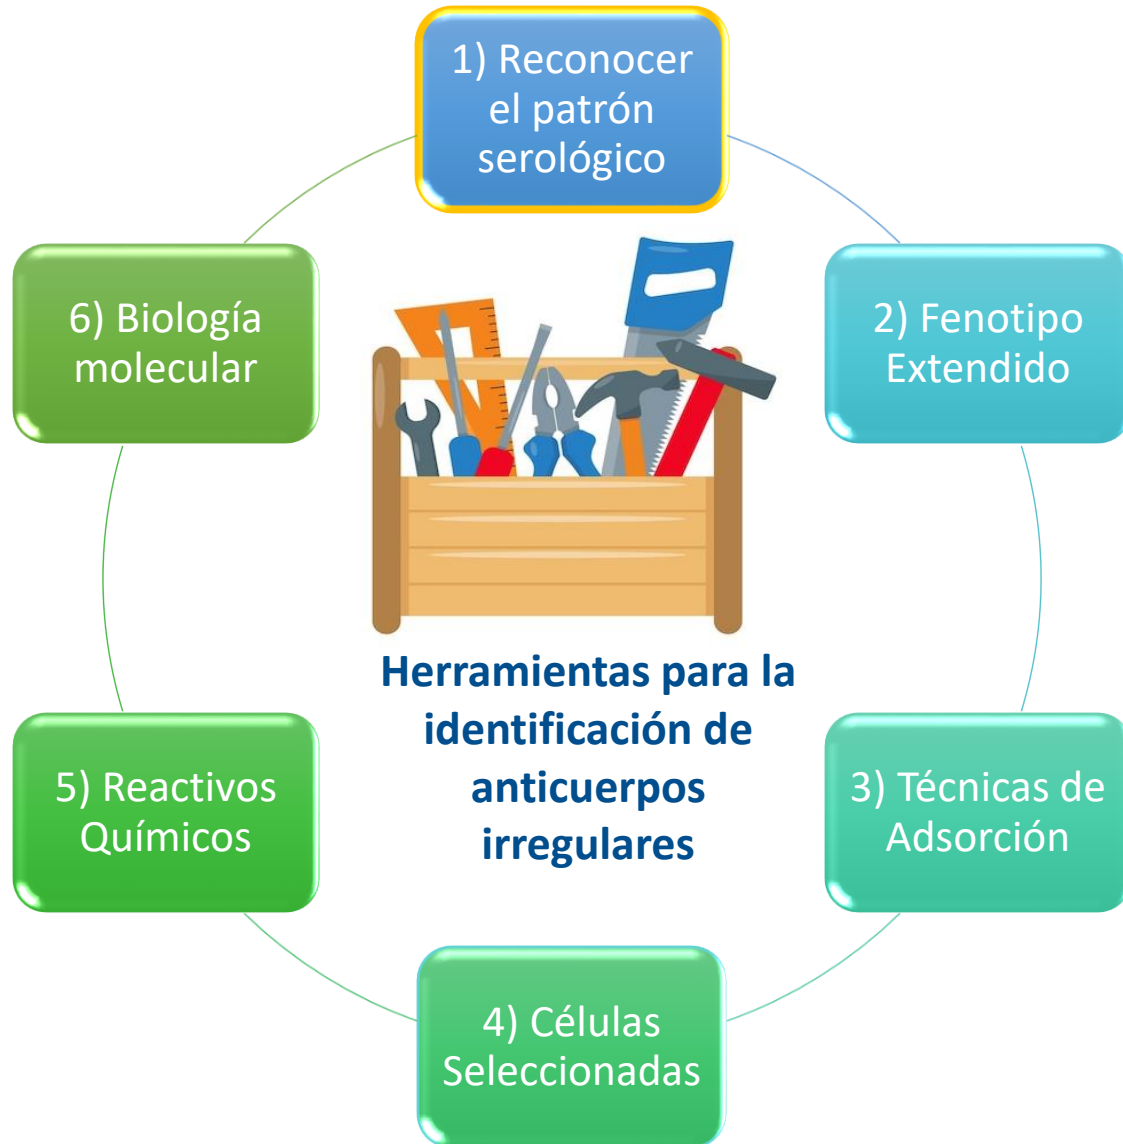 1) Reconocer
el patrón
serológico
2) Fenotipo
Extendido
3) Técnicas de
Adsorción
4) Células
Seleccionadas
5) Reactivos
Químicos
6) Biología
molecular
Herramientas para la
identificación de
anticuerpos
irregulares